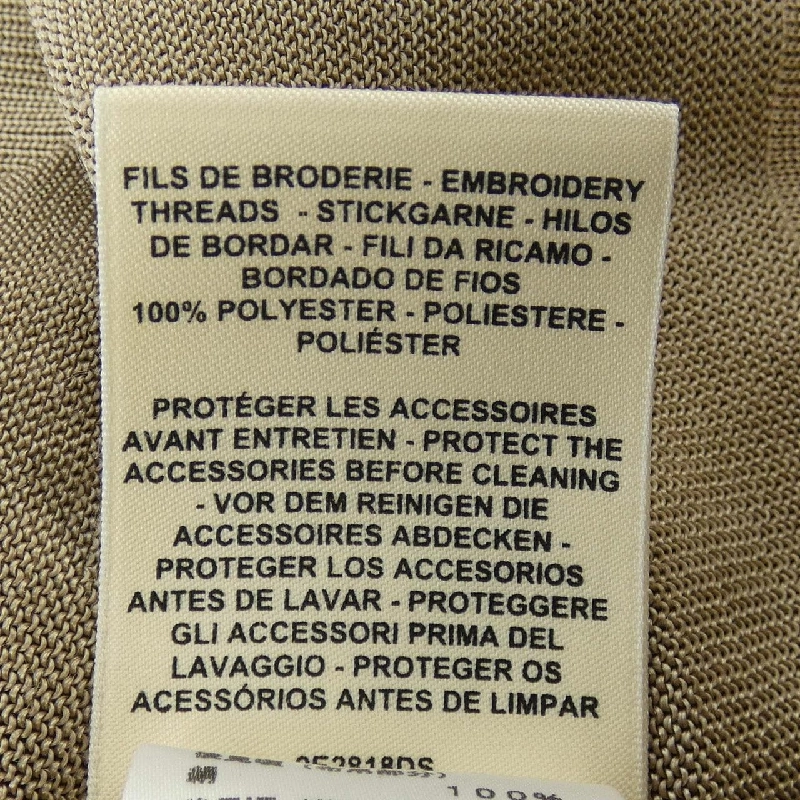 FILS DE BRODERIE - EMBROIDERY
THREADS - STICKGARNE - HILOS
DE BORDAR - FILI DA RICAMO -
BORDADO DE FIOS
100% POLYESTER - POLIESTERE -
POLIÉSTER
PROTÉGER LES ACCESSOIRES
AVANT ENTRETIEN - PROTECT THE
ACCESSORIES BEFORE CLEANING
- VOR DEM REINIGEN DIE
ACCESSOIRES ABDECKEN -
PROTEGER LOS ACCESORIOS
ANTES DE LAVAR - PROTEGGERE
GLI ACCESSORI PRIMA DEL
LAVAGGIO - PROTEGER OS
ACESSÓRIOS ANTES DE LIMPAR
100%